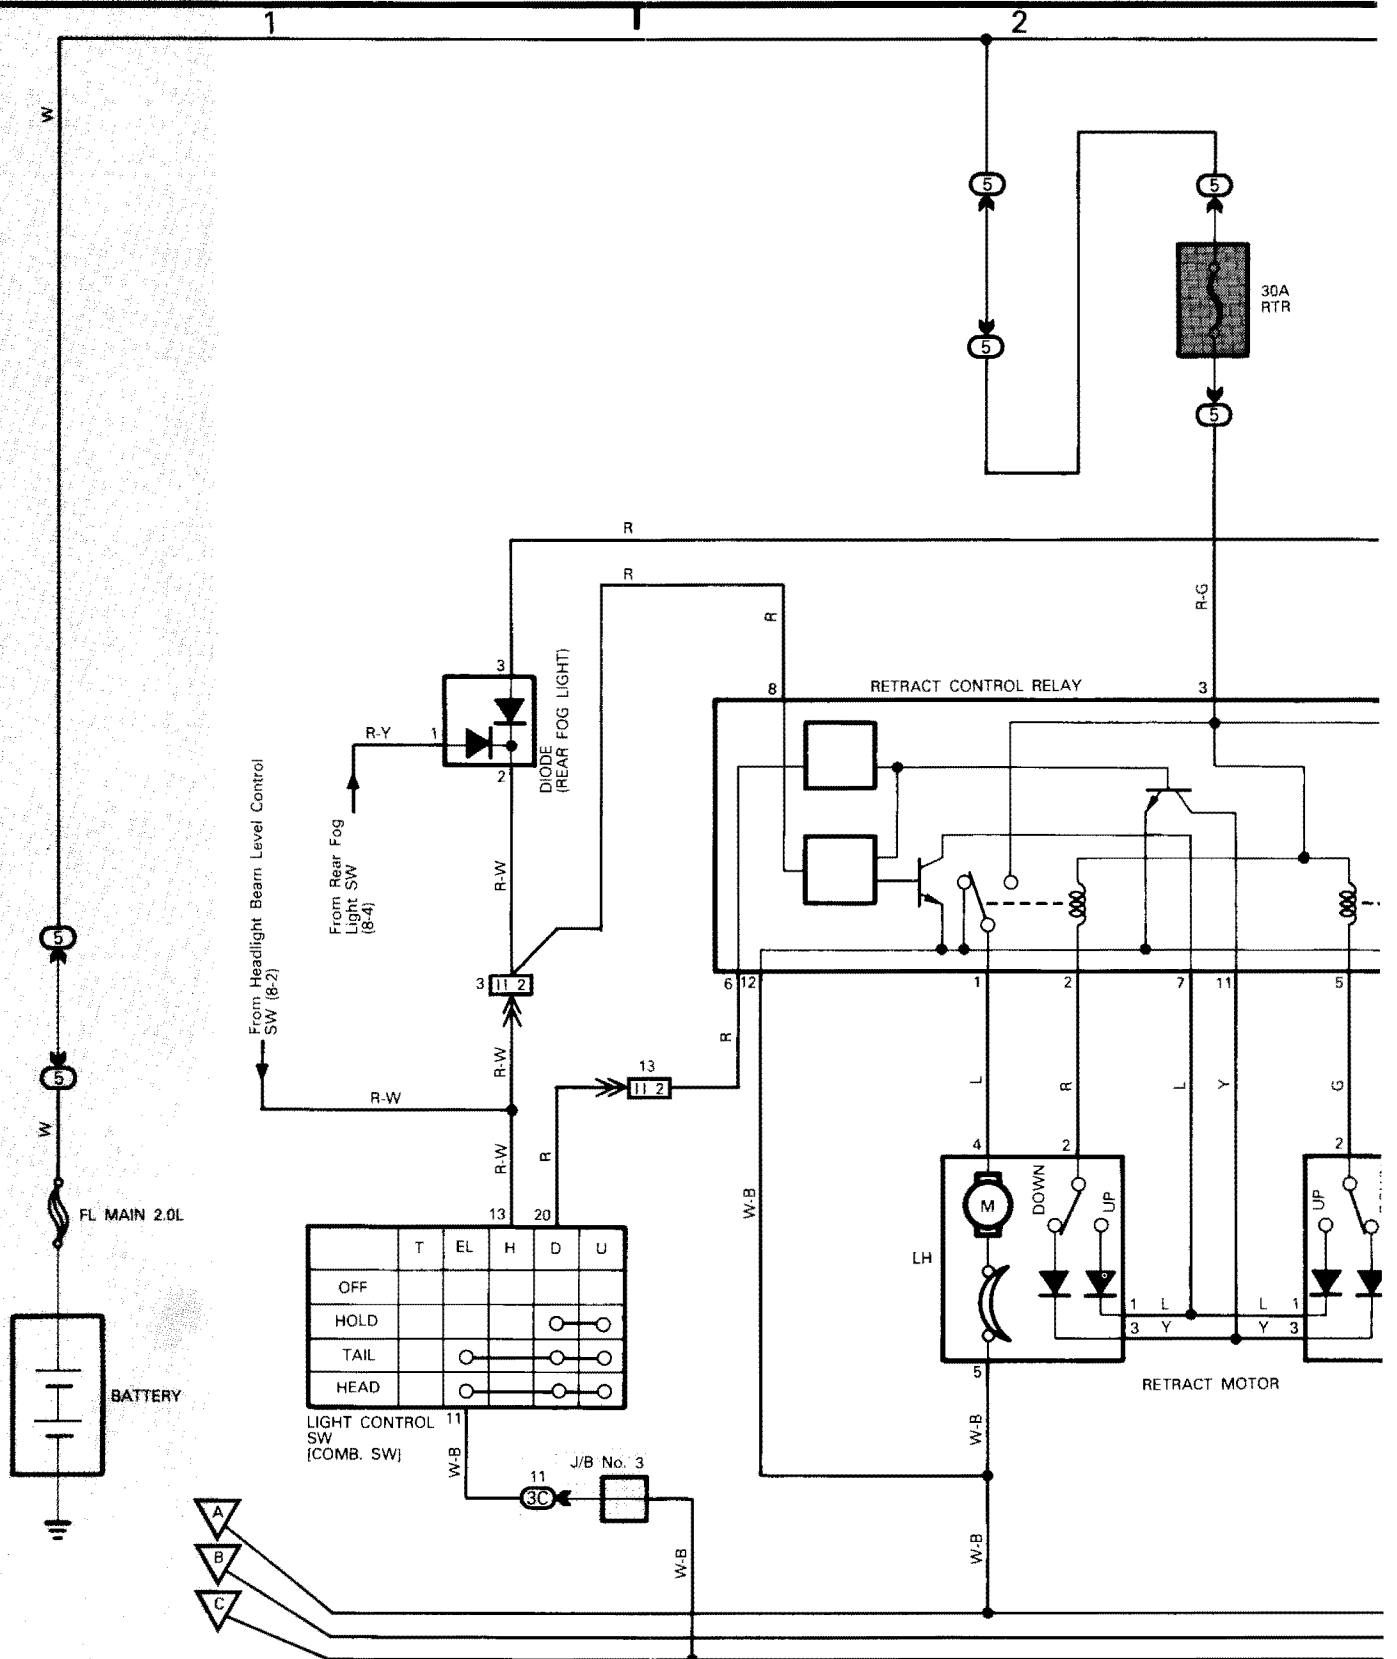 1
2
W
5
5
30A
RTR
5
5
R
R
R
R-G
3
8
RETRACT CONTROL RELAY
3
R-Y
1
2
DIODE
(REAR FOG LIGHT)
From Headlight Beam Level Control
SW (8-2)
From Rear Fog
Light SW
(8-4)
R-W
5
3
II 2
6
12
1
2
7
11
5
R
5
R-W
13
II 2
L
R
L
Y
G
R-W
W
R-W
R
4
2
2
DOWN
UP
UP
M
W-B
FL MAIN 2.0L
13
20
T
EL
H
D
U
LH
OFF
HOLD
TAIL
HEAD
1
L
L
1
3
Y
Y
3
5
RETRACT MOTOR
BATTERY
LIGHT CONTROL
SW
[COMB. SW]
11
W-B
W-B
J/B No. 3
11
3C
A
B
C
W-B
W-B